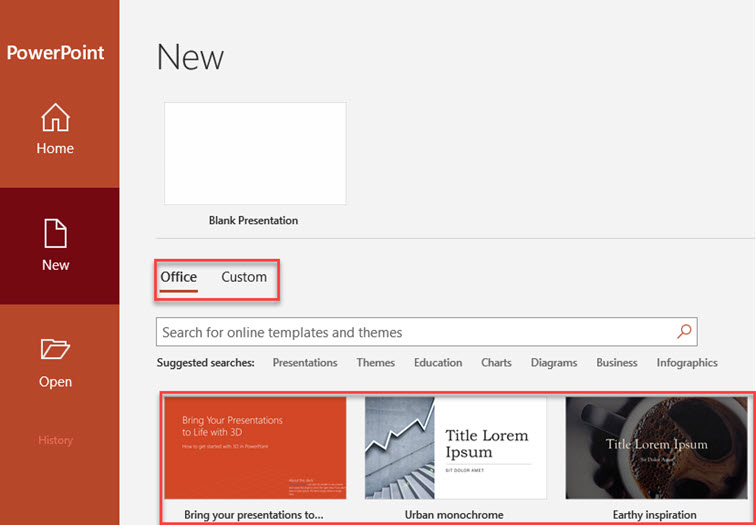 PowerPoint
Home
New
Open
History
New
Blank Presentation
Office Custom
Search for online templates and themes
Suggested searches: Presentations Themes Education Charts Diagrams Business Infographics
Bring Your Presentations
to Life with 3D
How to get started with 3D in PowerPoint
About this deck
Bring your presentations to...
Title Lorem
Ipsum
SIT DOLOR AMET
Urban monochrome
Title Lorem Ipsum
Sit Dolor Amet
Earthy inspiration